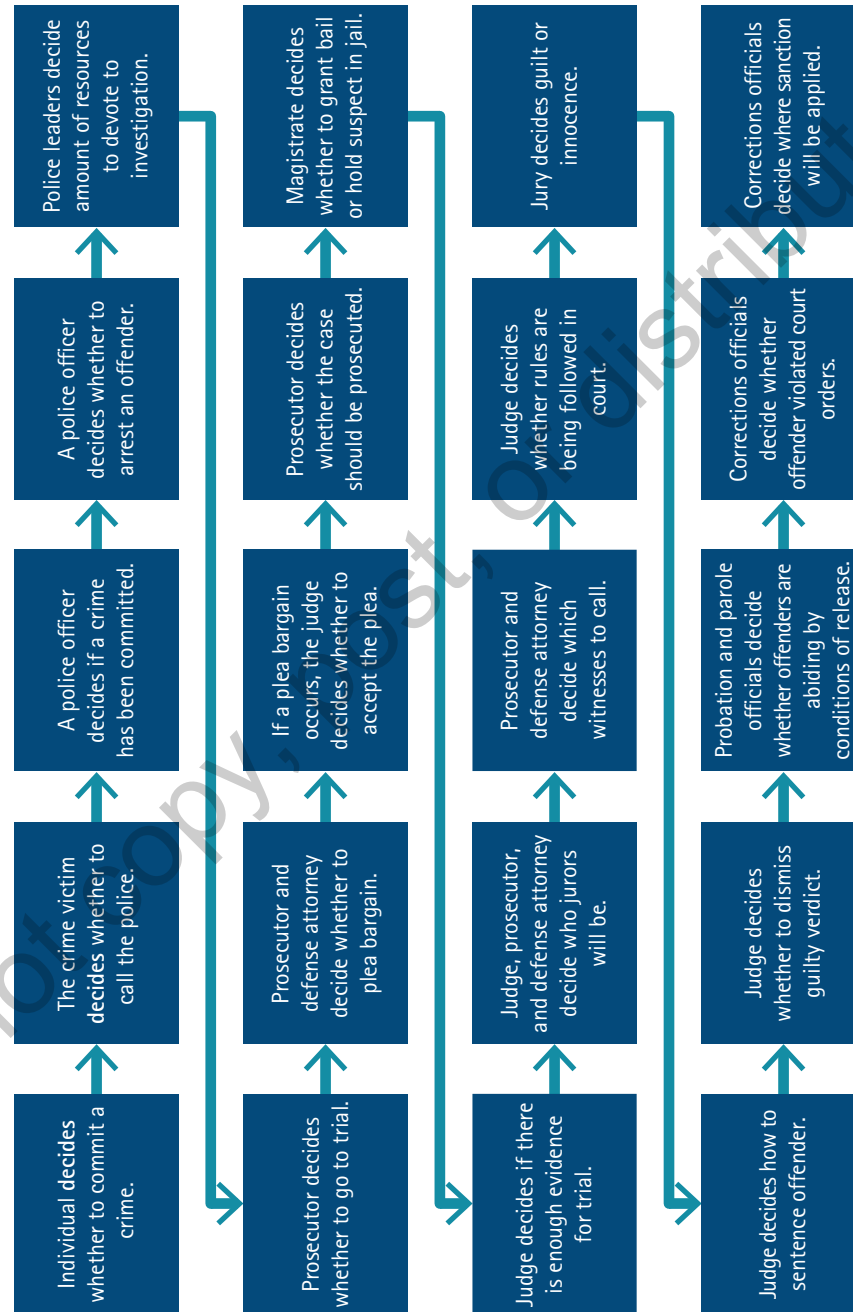 Individual decides
whether to commit a
crime.
The crime victim
decides whether to
call the police.
A police officer
decides if a crime
has been committed.
A police officer
decides whether to
arrest an offender.
Police leaders decide
amount of resources
to devote to
investigation.
Prosecutor decides
whether to go to trial.
Prosecutor and
defense attorney
decide whether to
plea bargain.
If a plea bargain
occurs, the judge
decides whether to
accept the plea.
Prosecutor decides
whether the case
should be prosecuted.
Magistrate decides
whether to grant bail
or hold suspect in jail.
Judge decides if there
is enough evidence
for trial.
Judge, prosecutor,
and defense attorney
decide who jurors
will be.
Prosecutor and
defense attorney
decide which
witnesses to call.
Judge decides
whether rules are
being followed in
court.
Jury decides guilt or
innocence.
Judge decides how to
sentence offender.
Judge decides
whether to dismiss
guilty verdict.
Probation and parole
officials decide
whether offenders are
abiding by
conditions of release.
Corrections officials
decide whether
offender violated court
orders.
Corrections officials
decide where sanction
will be applied.
not copy, post, or distribut